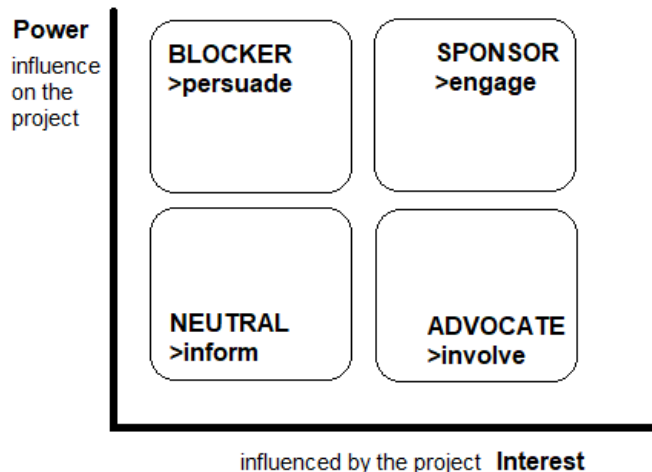 Power
influence
on the
project
BLOCKER
>persuade
SPONSOR
>engage
NEUTRAL
>inform
ADVOCATE
>involve
influenced by the project Interest